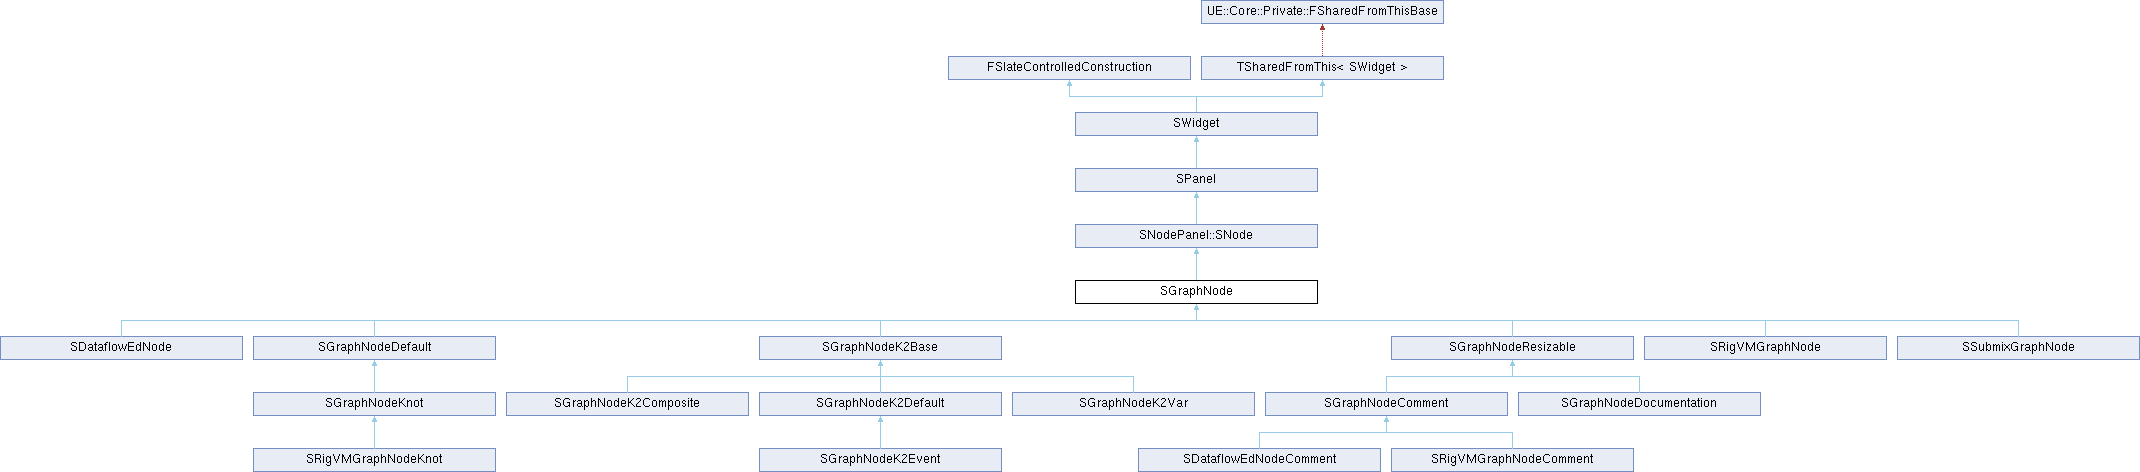 UE::Core::Private::FSharedFromThisBase
FSlateControlledConstruction
TSharedFromThis< SWidget >
SWidget
SPanel
SNodePanel::SNode
SGraphNode
SDataflowEdNode
SGraphNodeDefault
SGraphNodeK2Base
SGraphNodeResizable
SRigVMGraphNode
SSubmixGraphNode
SGraphNodeKnot
SGraphNodeK2Composite
SGraphNodeK2Default
SGraphNodeK2Var
SGraphNodeComment
SGraphNodeDocumentation
SRigVMGraphNodeKnot
SGraphNodeK2Event
SDataflowEdNodeComment
SRigVMGraphNodeComment